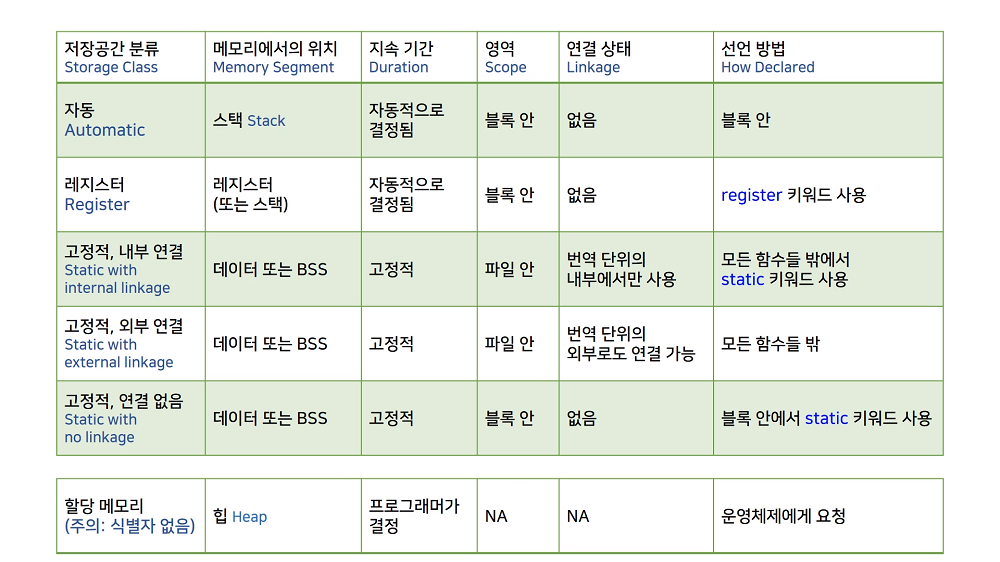 저장공간 분류
Storage Class
메모리에서의 위치
Memory Segment
지속 기간
Duration
영역
Scope
연결 상태
Linkage
선언 방법
How Declared
자동
Automatic
스택 Stack
자동적으로
결정됨
블록 안
없음
블록 안
레지스터
Register
레지스터
(또는 스택)
자동적으로
결정됨
블록 안
없음
register 키워드 사용
고정적, 내부 연결
Static with
internal linkage
데이터 또는 BSS
고정적
파일 안
번역 단위의
내부에서만 사용
모든 함수들 밖에서
static 키워드 사용
고정적, 외부 연결
Static with
external linkage
데이터 또는 BSS
고정적
파일 안
번역 단위의
외부로도 연결 가능
모든 함수들 밖
고정적, 연결 없음
Static with
no linkage
데이터 또는 BSS
고정적
블록 안
없음
블록 안에서 static 키워드 사용
할당 메모리
(주의: 식별자 없음)
힙 Heap
프로그래머가
결정
NA
NA
운영체제에게 요청